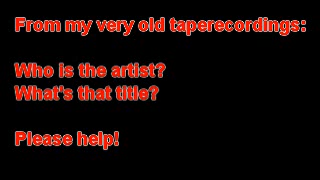 From my very old taperecordings:
Who is the artist?
What's that title?
Please help!